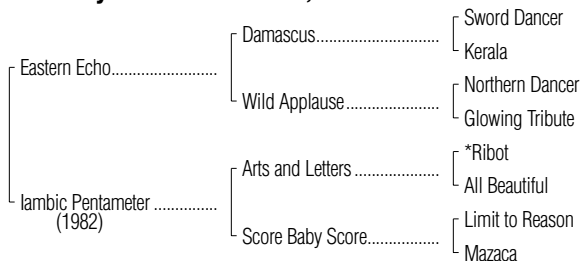 Sword Dancer
Damascus.......................................
Kerala
Eastern Echo..........................
Northern Dancer
Wild Applause..............................
Glowing Tribute
*Ribot
Arts and Letters ...........................
All Beautiful
Iambic Pentameter ...............
(1982)
Limit to Reason
Score Baby Score.......................
Mazaca